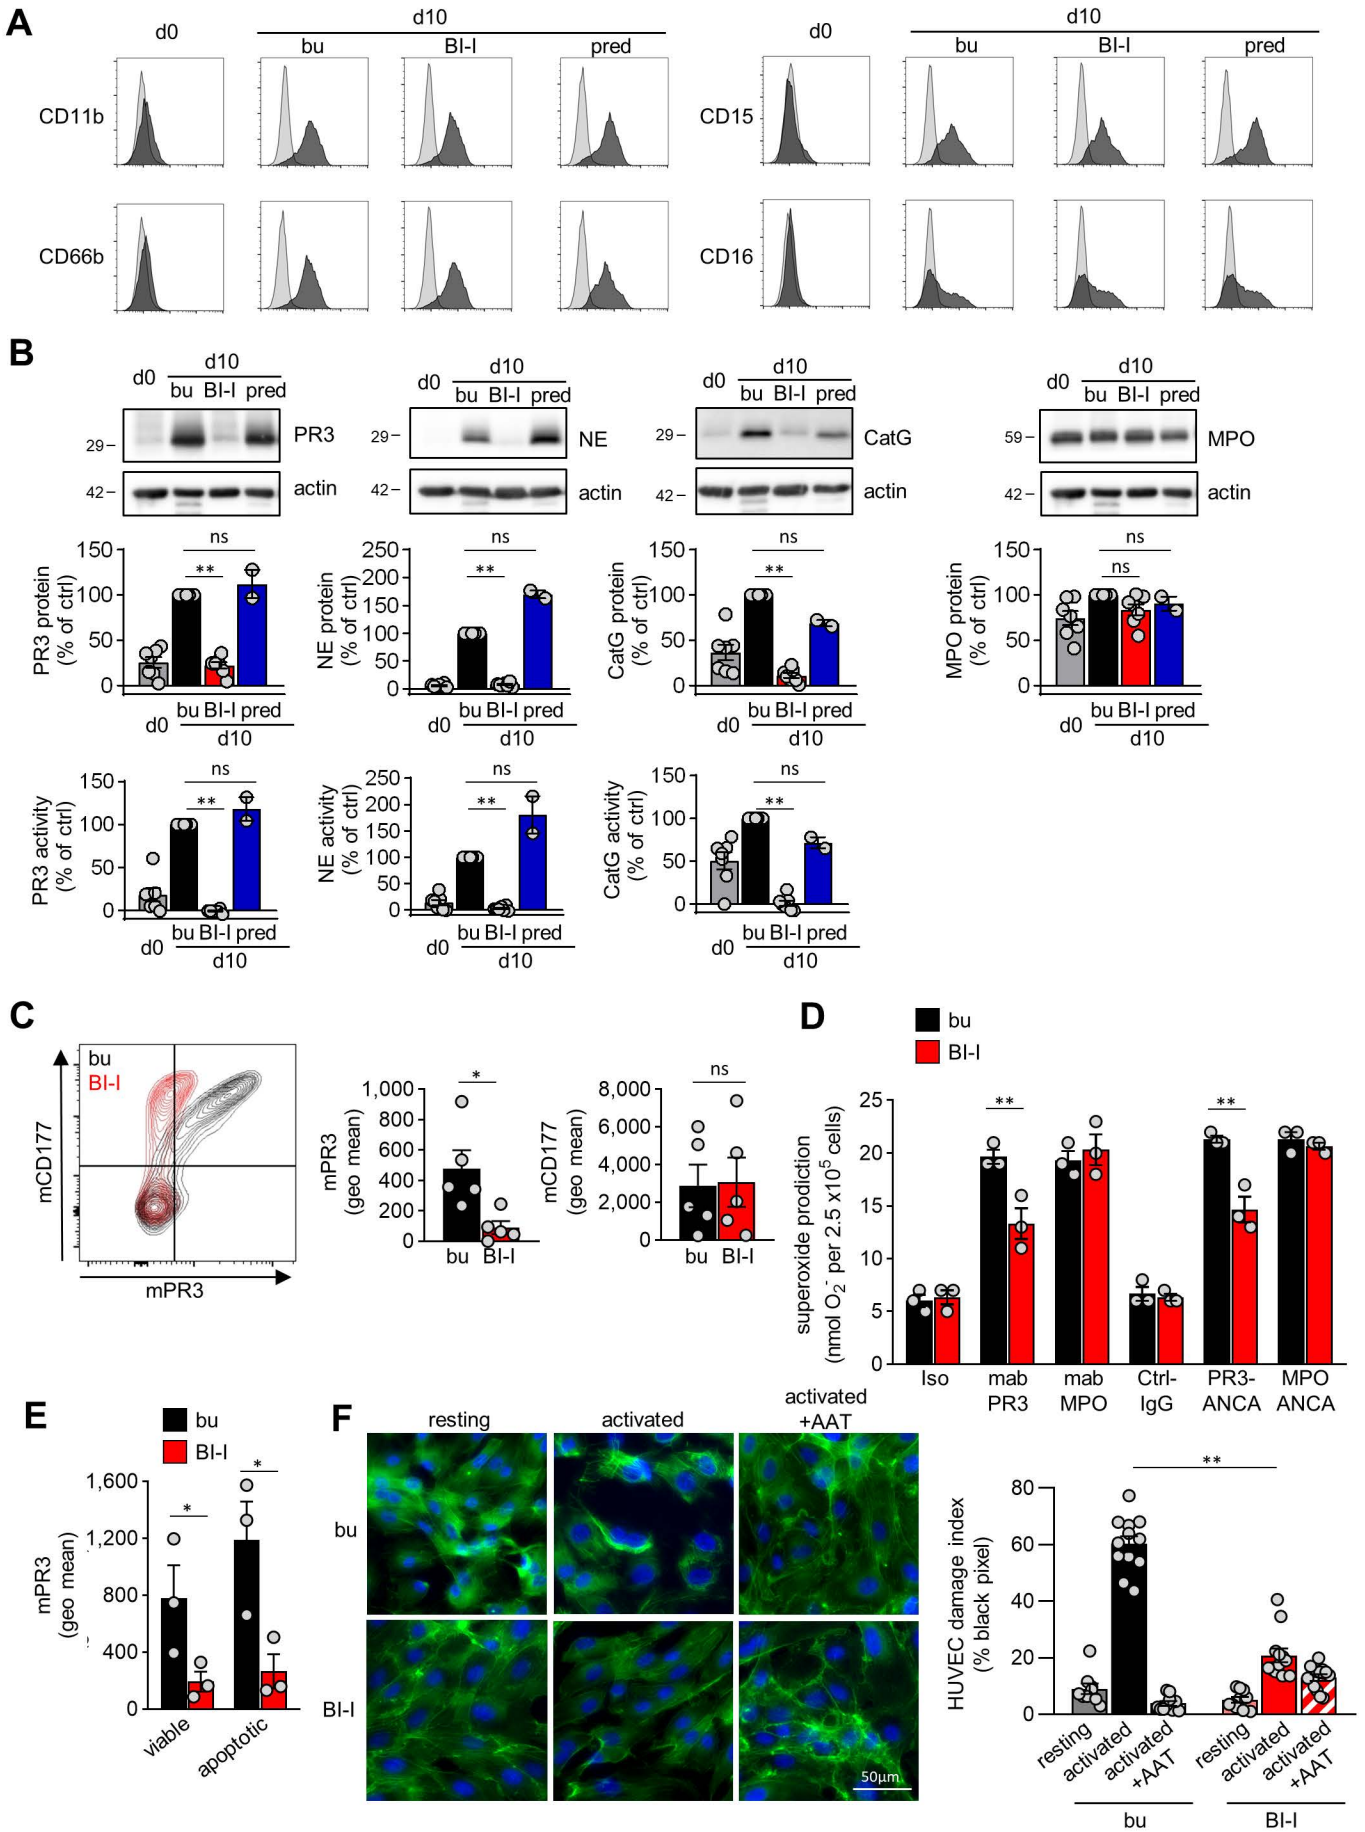 A
d0
d10
bu BI-I pred
CD11b
CD66b
d0
d10
bu BI-I pred
CD15
CD16
B
d0
d10
bu BI-I pred
29 PR3
42 actin
d0
d10
bu BI-I pred
29 NE
42 actin
d0
d10
bu BI-I pred
29 CatG
42 actin
d0
d10
bu BI-I pred
59 MPO
42 actin
PR3 protein
(% of ctrl)
150
100
50
0
ns
**
bu BI-I pred
d0
d10
NE protein
(% of ctrl)
250
200
150
100
50
0
ns
**
bu BI-I pred
d0
d10
CatG protein
(% of ctrl)
150
100
50
0
ns
**
bu BI-I pred
d0
d10
MPO protein
(% of ctrl)
150
100
50
0
ns
ns
bu BI-I pred
d0
d10
PR3 activity
(% of ctrl)
150
100
50
0
ns
**
bu BI-I pred
d0
d10
NE activity
(% of ctrl)
250
200
150
100
50
0
ns
**
bu BI-I pred
d0
d10
CatG activity
(% of ctrl)
150
100
50
0
ns
**
bu BI-I pred
d0
d10
C
bu
BI-I
mCD177
mPR3
mPR3
(geo mean)
1,000
800
600
400
200
0
*
bu BI-I
mCD177
(geo mean)
8,000
6,000
4,000
2,000
0
ns
bu BI-I
D
bu
BI-I
superoxide prodiction
(nmol O₂⁻ per 2.5 x10⁵ cells)
25
20
15
10
5
0
**
**
Iso
mab
PR3
mab
MPO
Ctrl-
IgG
PR3-
ANCA
MPO
ANCA
E
bu
BI-I
mPR3
(geo mean)
1,600
1,200
800
400
0
*
*
viable
apoptotic
F
resting
activated
activated
+AAT
bu
BI-I
50µm
HUVEC damage index
(% black pixel)
80
60
40
20
0
**
resting
activated
activated
+AAT
resting
activated
activated
+AAT
bu
BI-I